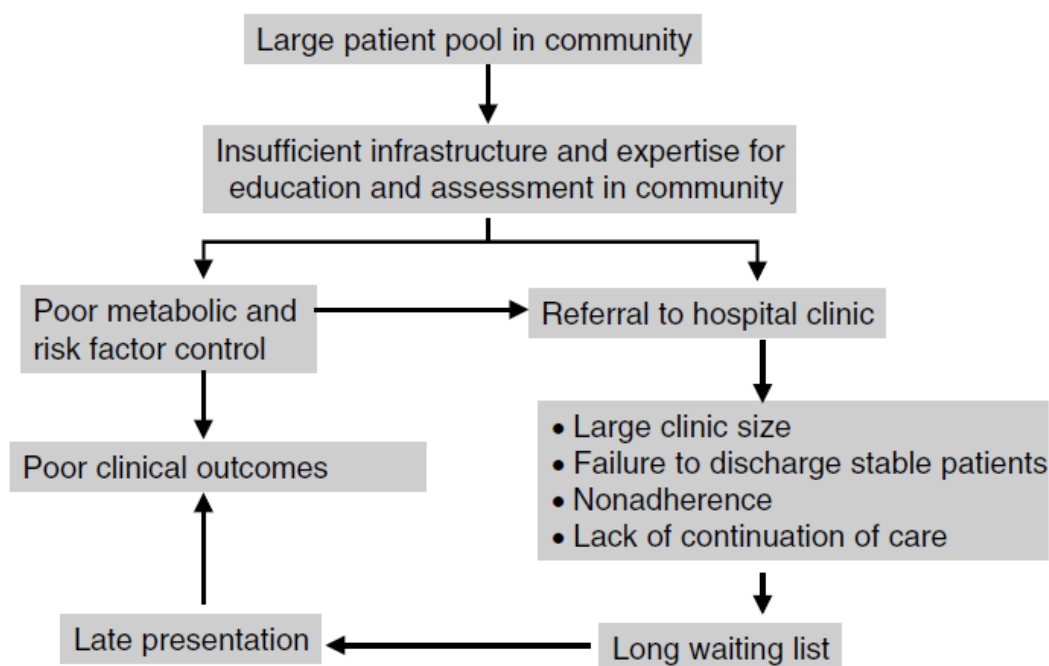 Large patient pool in community
Insufficient infrastructure and expertise for
education and assessment in community
Poor metabolic and
risk factor control
Referral to hospital clinic
• Large clinic size
• Failure to discharge stable patients
• Nonadherence
• Lack of continuation of care
Poor clinical outcomes
Late presentation
Long waiting list